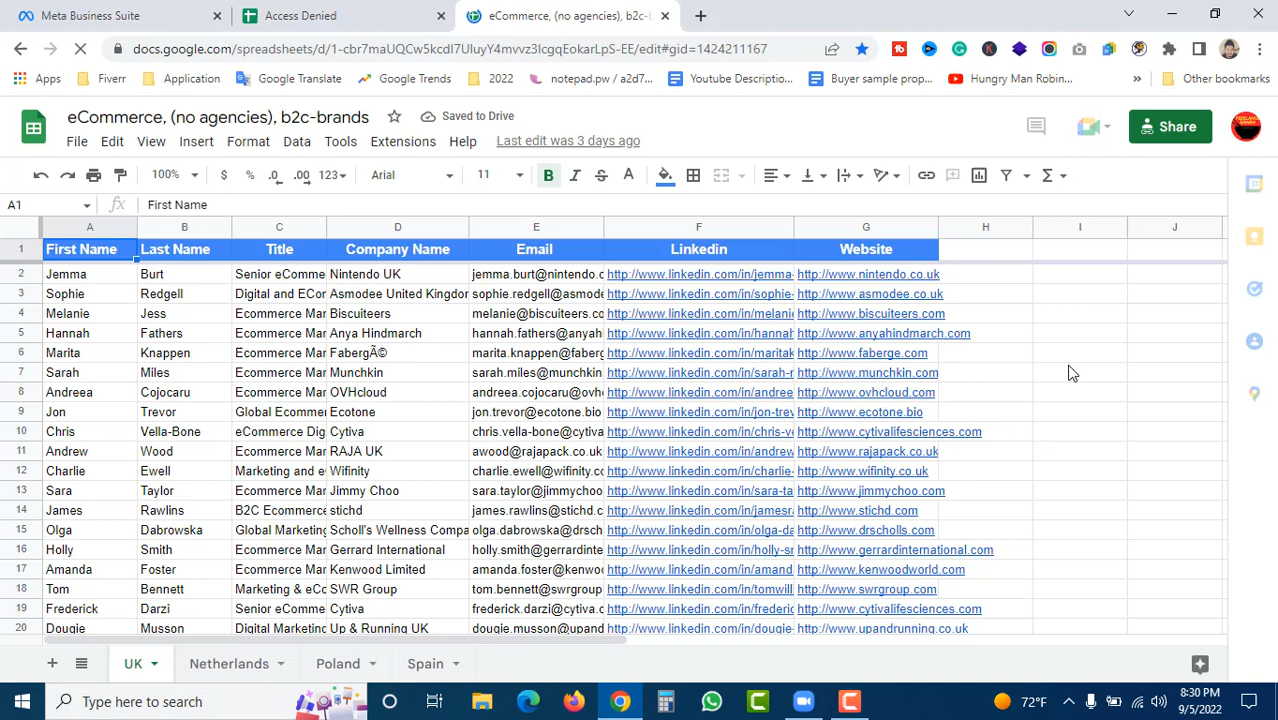 Meta Business Suite
Access Denied
eCommerce, (no agencies), b2c-b
docs.google.com/spreadsheets/d/1-cbr7maUQCw5kcdI7UIuyY4mvvz3IcgqEokarLpS-EE/edit#gid=1424211167
Apps Fiverr Application Google Translate Google Trends 2022 notepad.pw / a2d7... Youtube Descriptio... Buyer sample prop... Hungry Man Robin... » Other bookmarks
eCommerce, (no agencies), b2c-brands Saved to Drive
Share
File Edit View Insert Format Data Tools Extensions Help Last edit was 3 days ago
100% $ % .0 .00 123 Arial 11 B I S A
A1 fx First Name
A B C D E F G H I J
1 First Name Last Name Title Company Name Email Linkedin Website
2 Jemma Burt Senior eComme Nintendo UK jemma.burt@nintendo.c http://www.linkedin.com/in/jemma- http://www.nintendo.co.uk
3 Sophie Redgell Digital and ECor Asmodee United Kingdor sophie.redgell@asmode http://www.linkedin.com/in/sophie- http://www.asmodee.co.uk
4 Melanie Jess Ecommerce Mar Biscuiteers melanie@biscuiteers.co http://www.linkedin.com/in/melani http://www.biscuiteers.com
5 Hannah Fathers Ecommerce Mar Anya Hindmarch hannah.fathers@anyaha http://www.linkedin.com/in/hannah http://www.anyahindmarch.com
6 Marita Knappen Ecommerce Mar FabergÃ© marita.knappen@faberg http://www.linkedin.com/in/maritak http://www.faberge.com
7 Sarah Miles Ecommerce Mar Munchkin sarah.miles@munchkin http://www.linkedin.com/in/sarah-r http://www.munchkin.com
8 Andreea Cojocaru Ecommerce Mar OVHcloud andreea.cojocaru@ovhc http://www.linkedin.com/in/andree http://www.ovhcloud.com
9 Jon Trevor Global Ecommer Ecotone jon.trevor@ecotone.bio http://www.linkedin.com/in/jon-trev http://www.ecotone.bio
10 Chris Vella-Bone eCommerce Dig Cytiva chris.vella-bone@cytiva http://www.linkedin.com/in/chris-ve http://www.cytivalifesciences.com
11 Andrew Wood Ecommerce Mar RAJA UK awood@rajapack.co.uk http://www.linkedin.com/in/andrew http://www.rajapack.co.uk
12 Charlie Ewell Marketing and e Wifinity charlie.ewell@wifinity.c http://www.linkedin.com/in/charlie- http://www.wifinity.co.uk
13 Sara Taylor Ecommerce Mar Jimmy Choo sara.taylor@jimmychoo http://www.linkedin.com/in/sara-ta http://www.jimmychoo.com
14 James Rawlins B2C Ecommerce stichd james.rawlins@stichd.c http://www.linkedin.com/in/jamesra http://www.stichd.com
15 Olga Dabrowska Global Marketing Scholl's Wellness Compa olga.dabrowska@drsch http://www.linkedin.com/in/olga-da http://www.drscholls.com
16 Holly Smith Ecommerce Mar Gerrard International holly.smith@gerrardinte http://www.linkedin.com/in/holly-sr http://www.gerrardinternational.com
17 Amanda Foster Ecommerce Mar Kenwood Limited amanda.foster@kenwo http://www.linkedin.com/in/amand http://www.kenwoodworld.com
18 Tom Bennett Marketing & eCo SWR Group tom.bennett@swrgroup http://www.linkedin.com/in/tomwill http://www.swrgroup.com
19 Frederick Darzi Senior eComme Cytiva frederick.darzi@cytiva.c http://www.linkedin.com/in/frederic http://www.cytivalifesciences.com
20 Dougie Musson Digital Marketing Up & Running UK dougie.musson@upand http://www.linkedin.com/in/dougie- http://www.upandrunning.co.uk
UK Netherlands Poland Spain
Type here to search
72°F
8:30 PM
9/5/2022